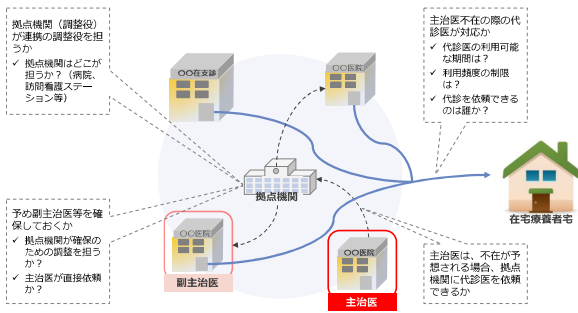 拠点機関（調整役）
が連携の調整役を担
うか
✓ 拠点機関はどこが
担うか？（病院、
訪問看護ステー
ション等）
〇〇在支診
〇〇医院
主治医不在の際の代
診医が対応か
✓ 代診医の利用可能
な期間は？
✓ 利用頻度の制限
は？
✓ 代診を依頼できる
のは誰か？
拠点機関
在宅療養者宅
予め副主治医等を確
保しておくか
✓ 拠点機関が確保の
ための調整を担う
か？
✓ 主治医が直接依頼
か？
〇〇医院
副主治医
〇〇医院
主治医
主治医は、不在が予
想される場合、拠点
機関に代診医を依頼
できるか